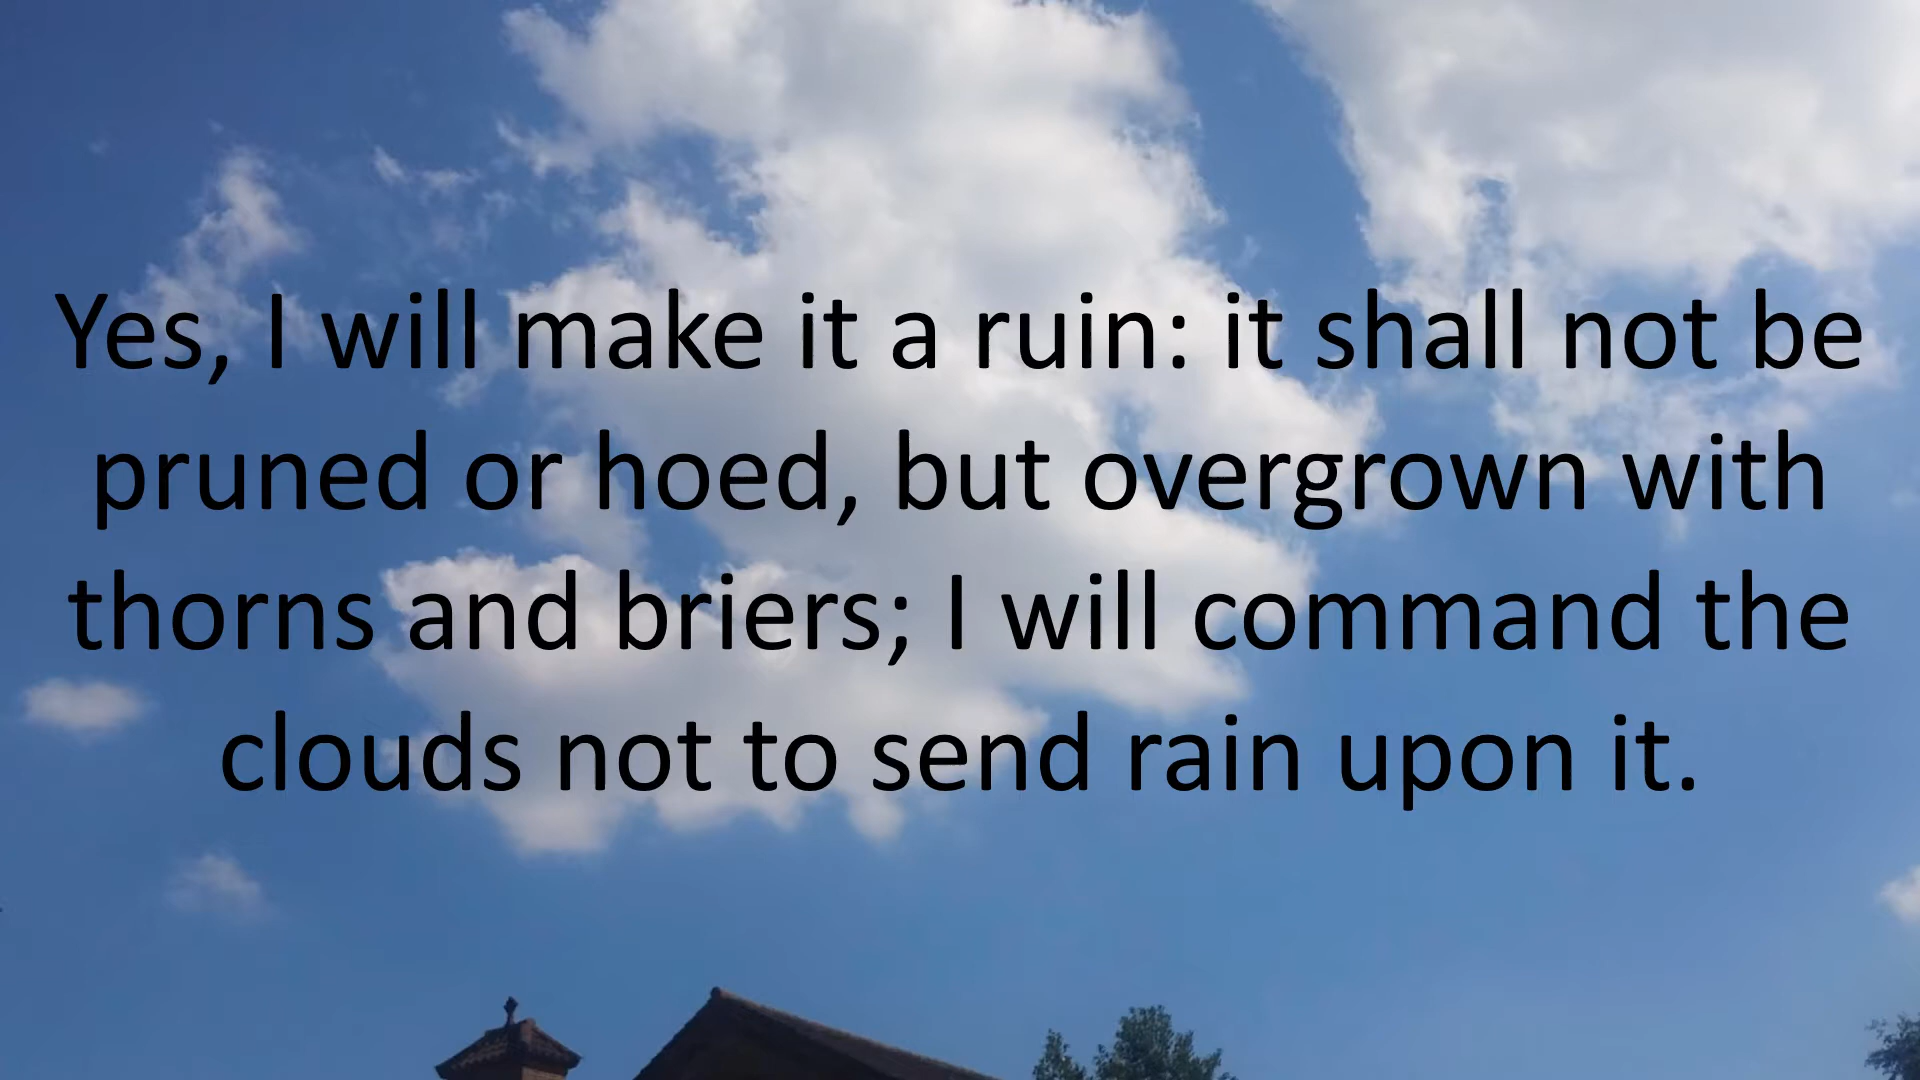 Yes, I will make it a ruin: it shall not be
pruned or hoed, but overgrown with
thorns and briers; I will command the
clouds not to send rain upon it.